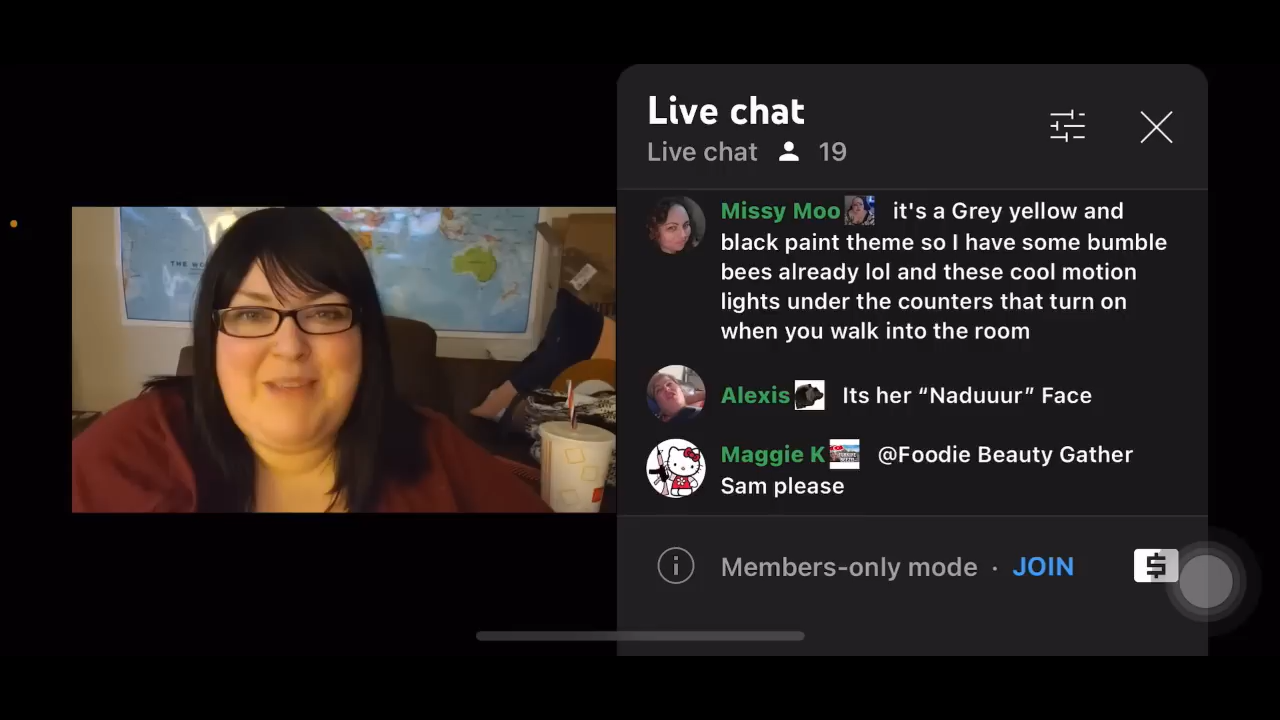 Live chat
Live chat 19
Missy Moo it's a Grey yellow and
black paint theme so I have some bumble
bees already lol and these cool motion
lights under the counters that turn on
when you walk into the room
Alexis Its her “Naduuur” Face
Maggie K @Foodie Beauty Gather
Sam please
Members-only mode · JOIN
THE WO